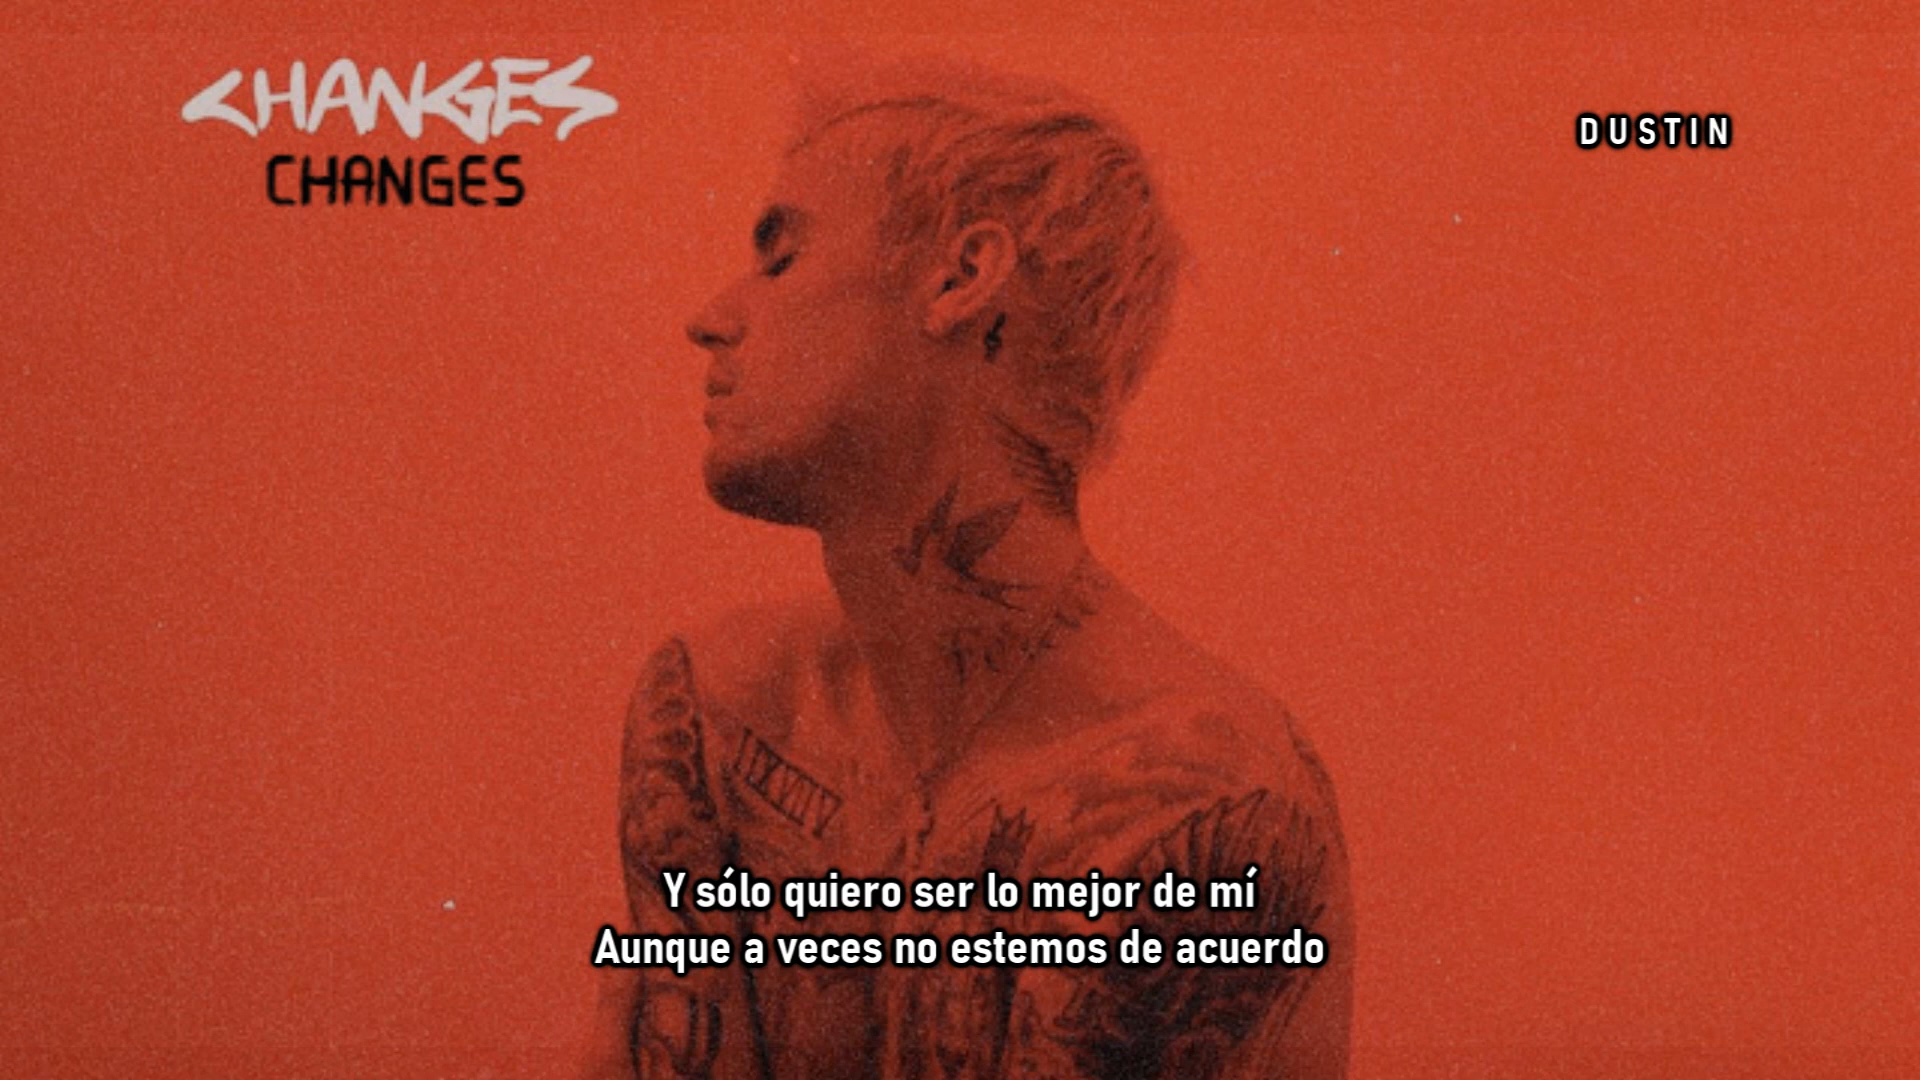 CHANGES
CHANGES
DUSTIN
Y sólo quiero ser lo mejor de mí
Aunque a veces no estemos de acuerdo